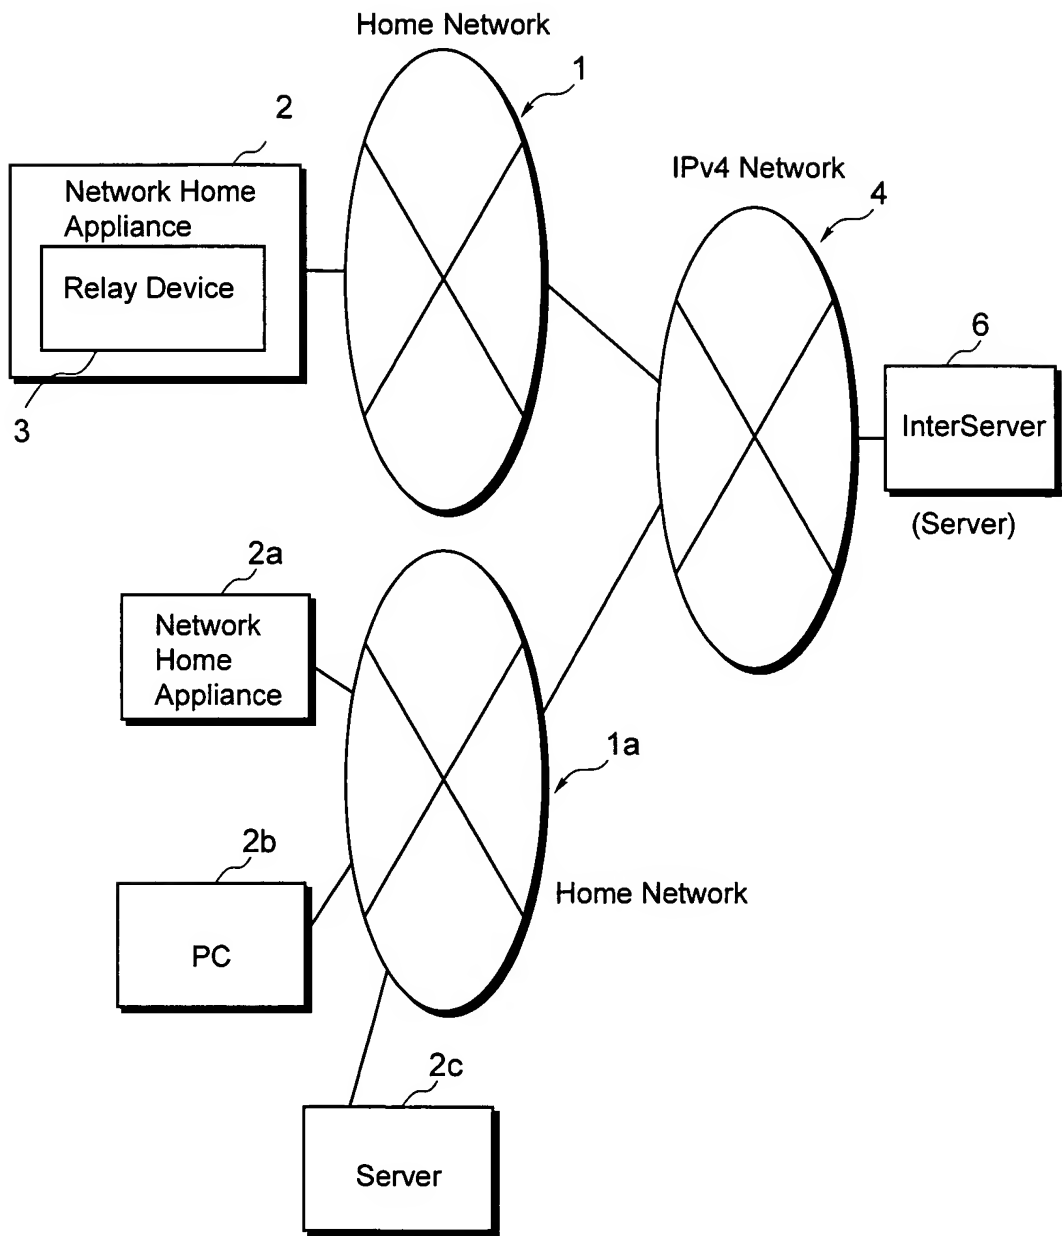 Home Network
1
2
Network Home
Appliance
Relay Device
3
IPv4 Network
4
6
InterServer
(Server)
2a
Network
Home
Appliance
1a
2b
PC
Home Network
2c
Server